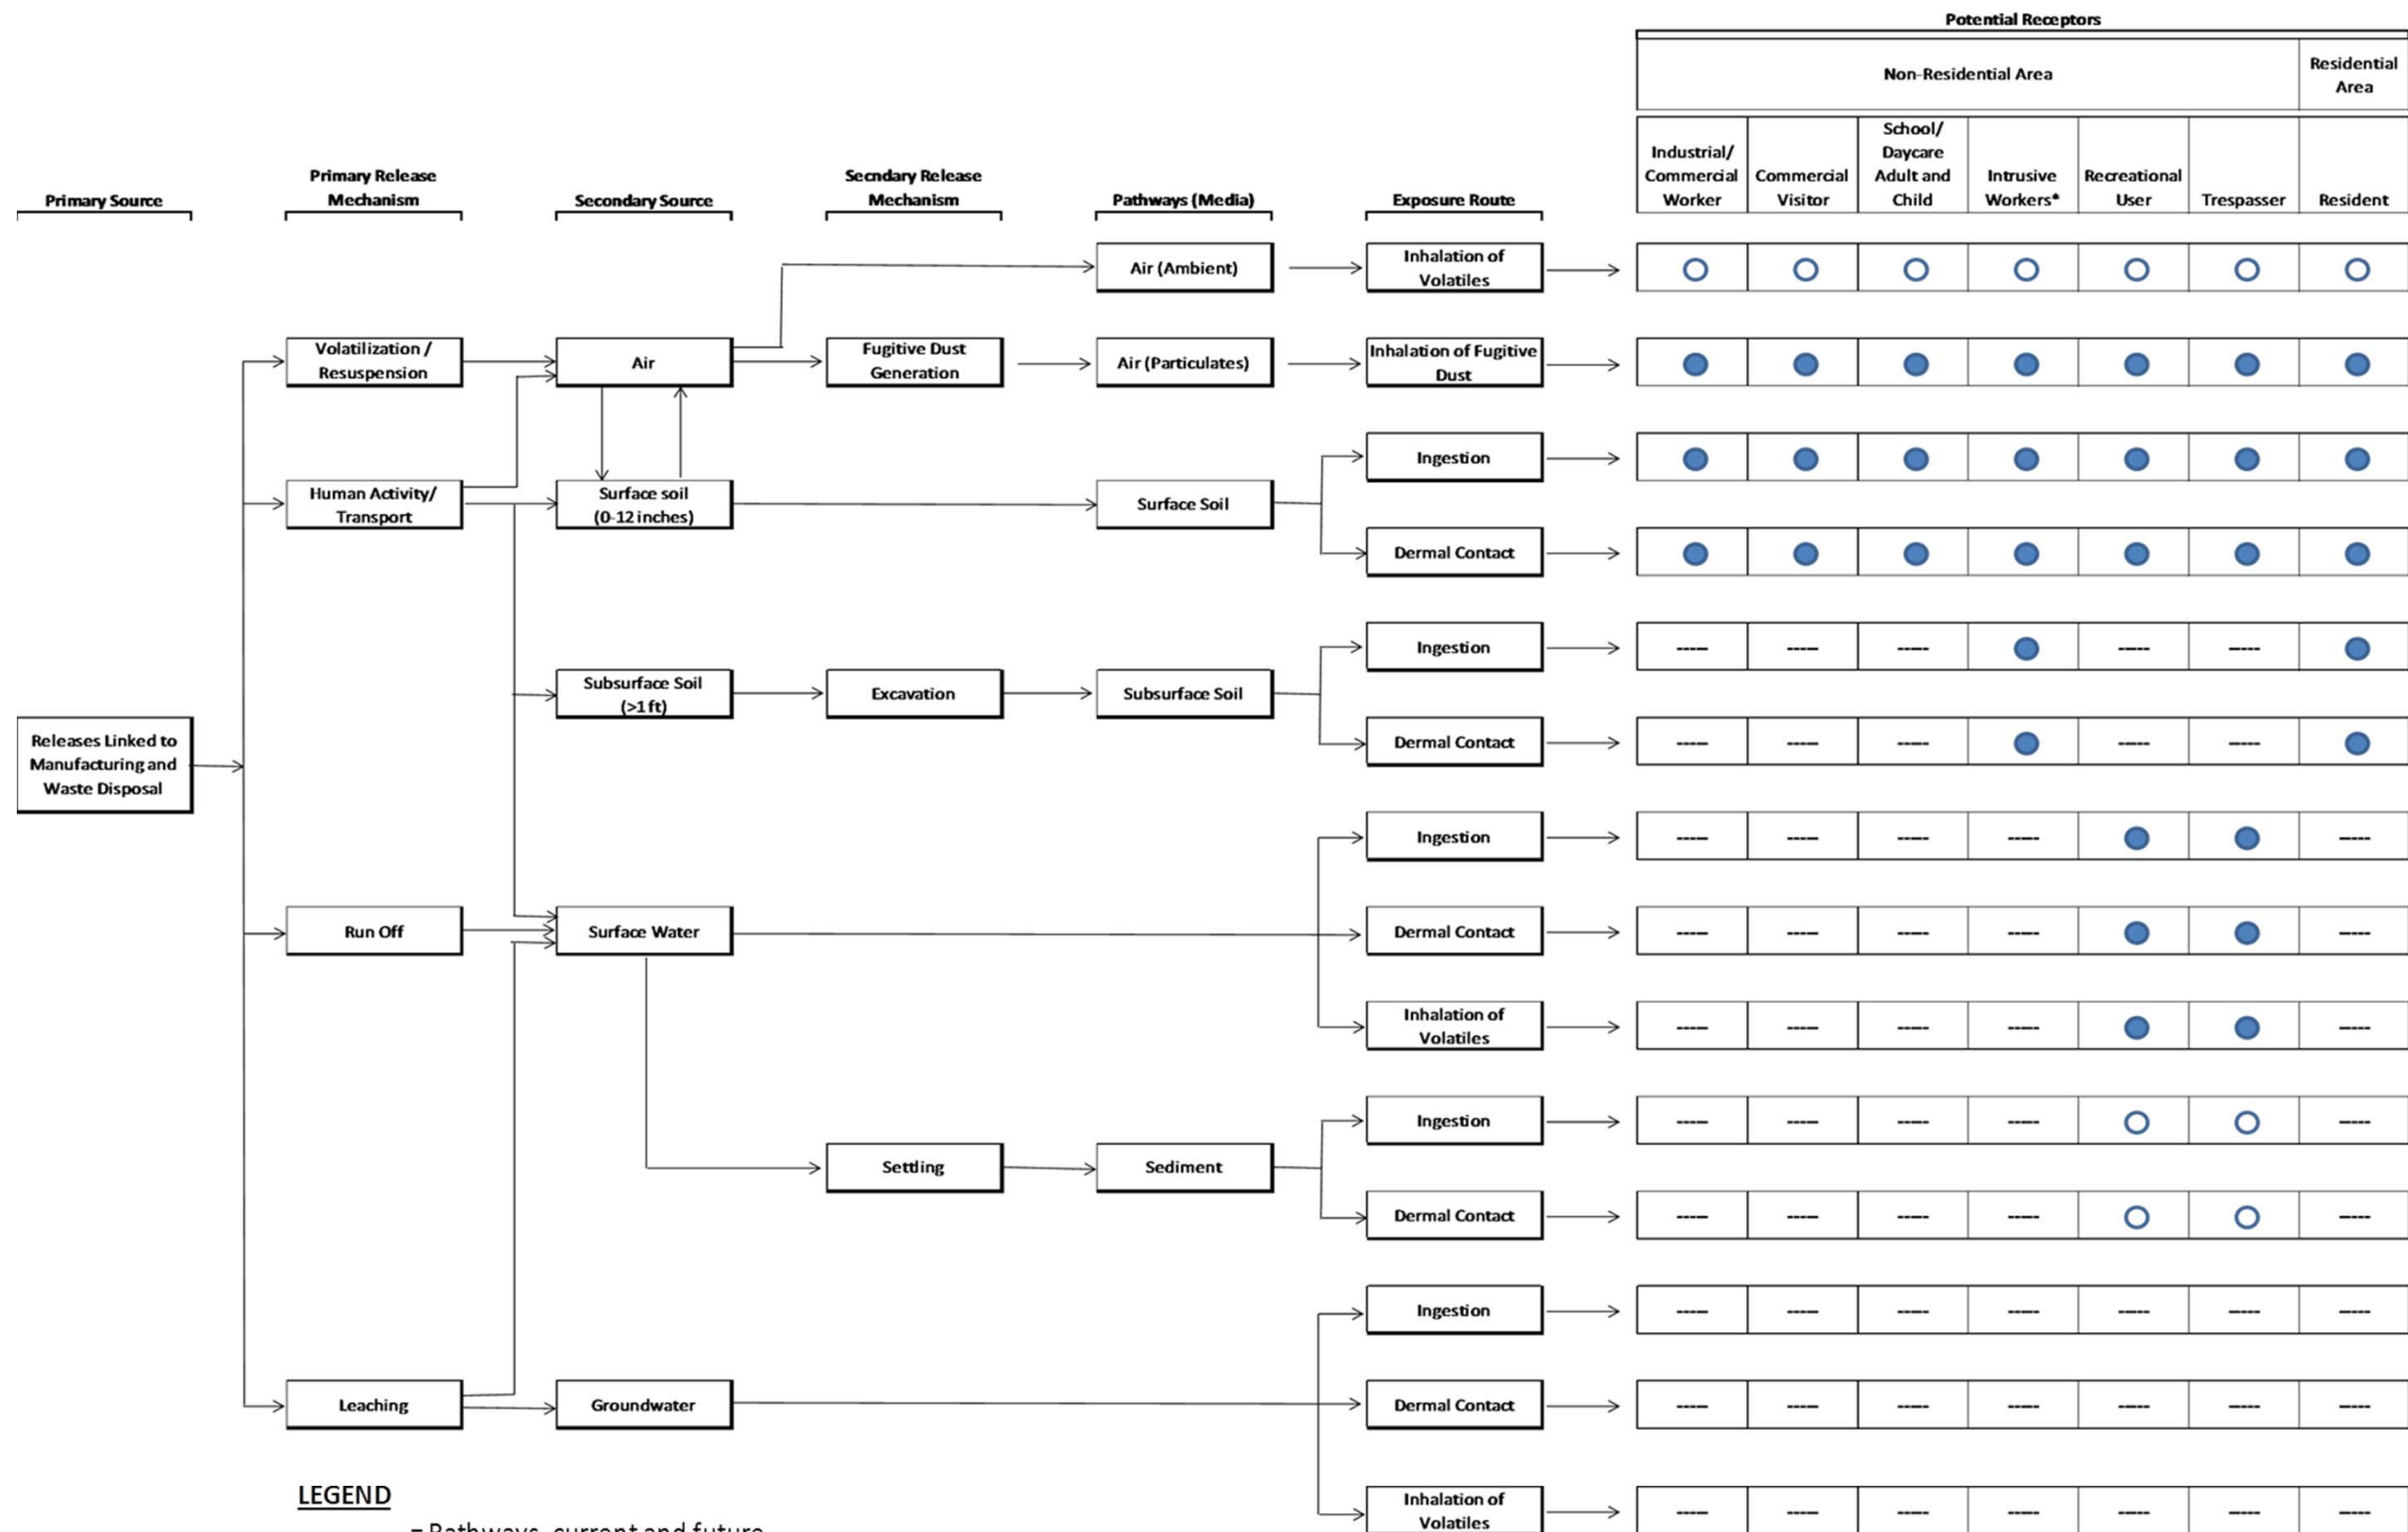 Potential Receptors
Non-Residential Area
Residential
Area
Primary Source
Primary Release
Mechanism
Secondary Source
Secndary Release
Mechanism
Pathways (Media)
Exposure Route
Industrial/
Commercial
Worker
Commercial
Visitor
School/
Daycare
Adult and
Child
Intrusive
Workers*
Recreational
User
Trespasser
Resident
Air (Ambient)
Inhalation of
Volatiles
Volatilization /
Resuspension
Air
Fugitive Dust
Generation
Air (Particulates)
Inhalation of Fugitive
Dust
Ingestion
Human Activity/
Transport
Surface soil
(0-12 inches)
Surface Soil
Dermal Contact
Ingestion
----- ----- ----- ----- -----
Subsurface Soil
(>1 ft)
Excavation
Subsurface Soil
Dermal Contact
----- ----- ----- ----- -----
Releases Linked to
Manufacturing and
Waste Disposal
Ingestion
----- ----- ----- ----- -----
Run Off
Surface Water
Dermal Contact
----- ----- ----- ----- -----
Inhalation of
Volatiles
----- ----- ----- ----- -----
Ingestion
----- ----- ----- ----- -----
Settling
Sediment
Dermal Contact
----- ----- ----- ----- -----
Ingestion
----- ----- ----- ----- ----- ----- -----
Leaching
Groundwater
Dermal Contact
----- ----- ----- ----- ----- ----- -----
Inhalation of
Volatiles
----- ----- ----- ----- ----- ----- -----
LEGEND
= Pathways, current and future